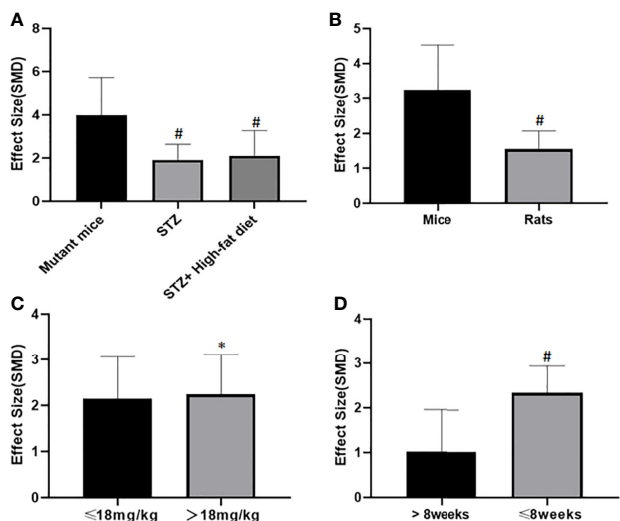 A
Effect Size(SMD)
8
6
4
2
0
#
#
Mutant mice
STZ
STZ+ High-fat diet
B
Effect Size(SMD)
5
4
3
2
1
0
#
Mice
Rats
C
Effect Size(SMD)
4
3
2
1
0
*
≤18mg/kg
>18mg/kg
D
Effect Size(SMD)
4
3
2
1
0
#
> 8weeks
≤8weeks